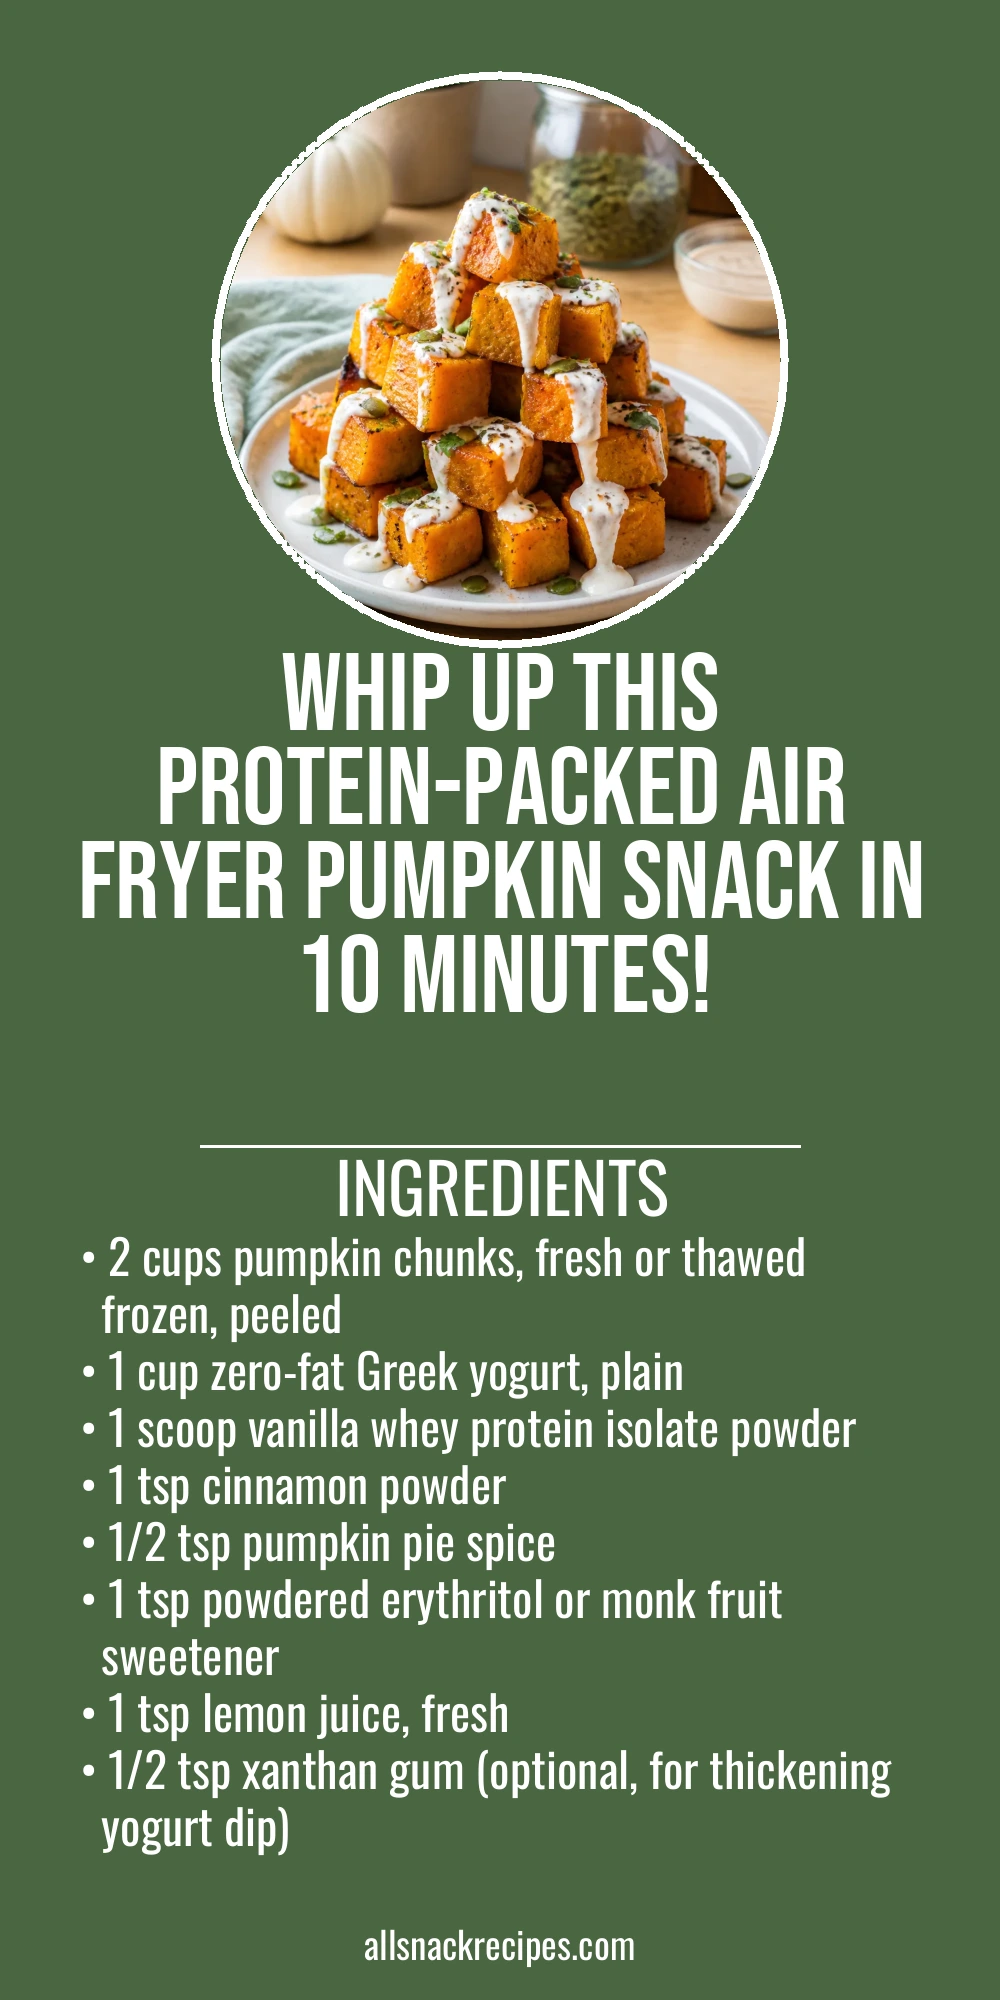 WHIP UP THIS
PROTEIN-PACKED AIR
FRYER PUMPKIN SNACK IN
10 MINUTES!
INGREDIENTS
• 2 cups pumpkin chunks, fresh or thawed
frozen, peeled
• 1 cup zero-fat Greek yogurt, plain
• 1 scoop vanilla whey protein isolate powder
• 1 tsp cinnamon powder
• 1/2 tsp pumpkin pie spice
• 1 tsp powdered erythritol or monk fruit
sweetener
• 1 tsp lemon juice, fresh
• 1/2 tsp xanthan gum (optional, for thickening
yogurt dip)
allsnackrecipes.com